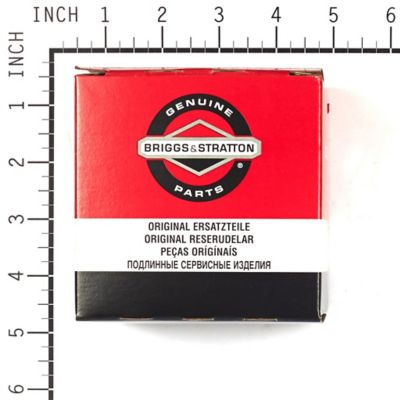 INCH 1 2 3 4 5 6
INCH
1
2
3
4
5
6
GENUINE
BRIGGS&STRATTON
®
PARTS
ORIGINAL ERSATZTEILE
ORIGINAL RESERUDELAR
PEÇAS ORÍGÍNAÍS
ПОДЛИННЫЕ СЕРВИСНЫЕ ИЗДЕЛИЯ